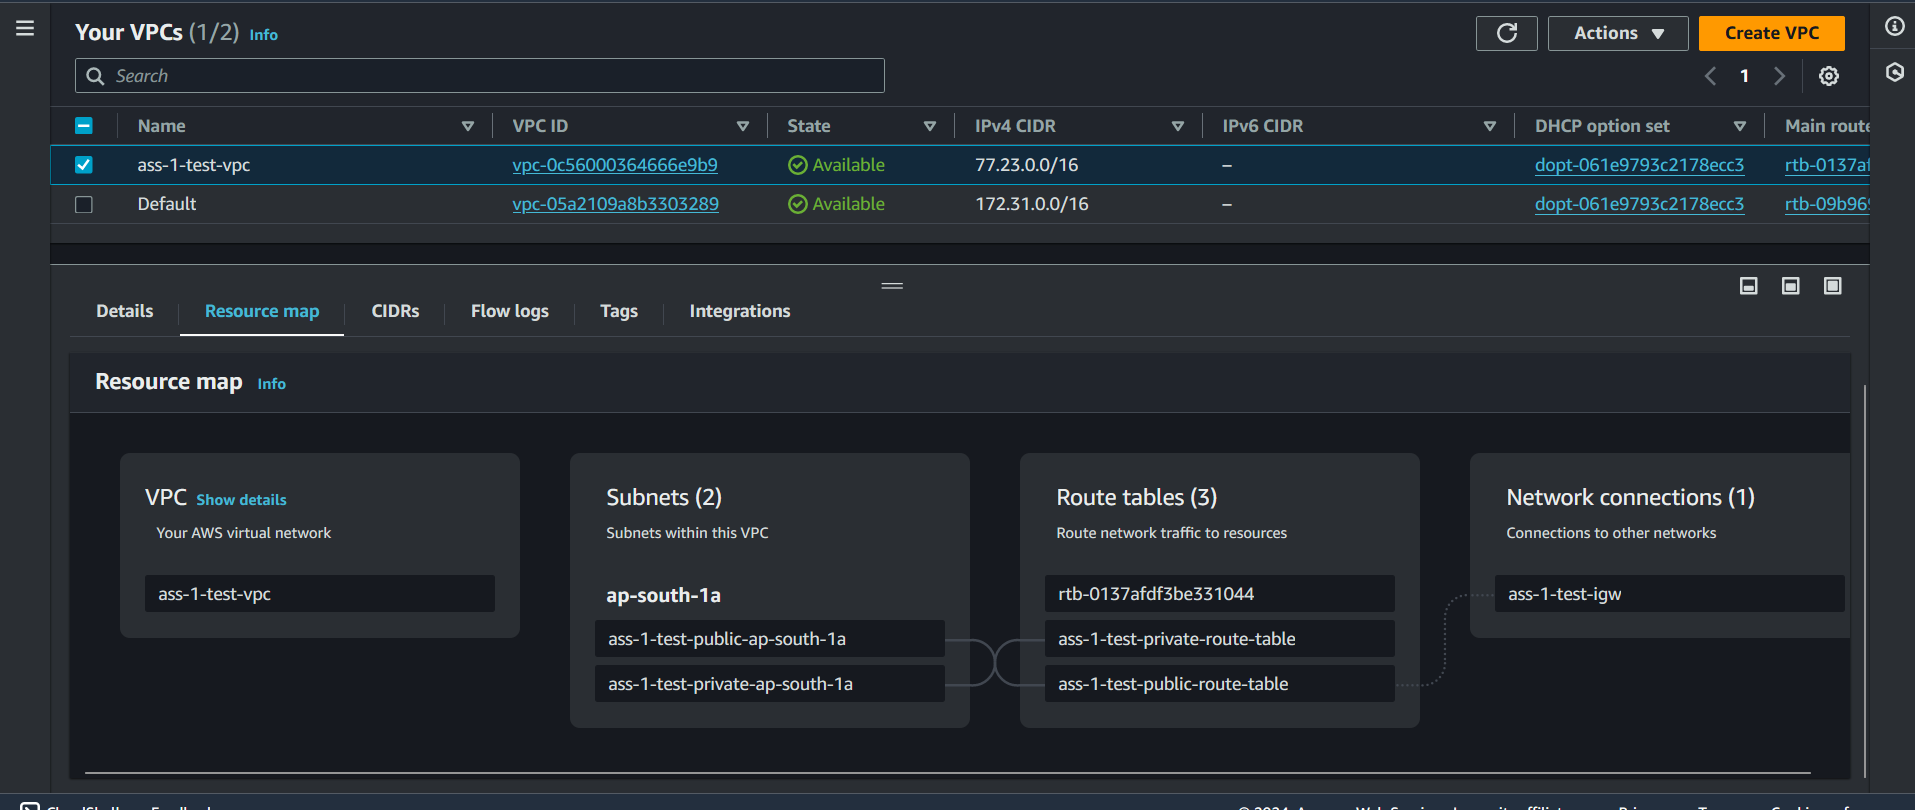 Your VPCs (1/2) Info
Actions
Create VPC
Search
1
Name VPC ID State IPv4 CIDR IPv6 CIDR DHCP option set Main route
ass-1-test-vpc vpc-0c56000364666e9b9 Available 77.23.0.0/16 – dopt-061e9793c2178ecc3 rtb-0137af
Default vpc-05a2109a8b3303289 Available 172.31.0.0/16 – dopt-061e9793c2178ecc3 rtb-09b969
Details Resource map CIDRs Flow logs Tags Integrations
Resource map Info
VPC Show details
Your AWS virtual network
ass-1-test-vpc
Subnets (2)
Subnets within this VPC
ap-south-1a
ass-1-test-public-ap-south-1a
ass-1-test-private-ap-south-1a
Route tables (3)
Route network traffic to resources
rtb-0137afdf3be331044
ass-1-test-private-route-table
ass-1-test-public-route-table
Network connections (1)
Connections to other networks
ass-1-test-igw